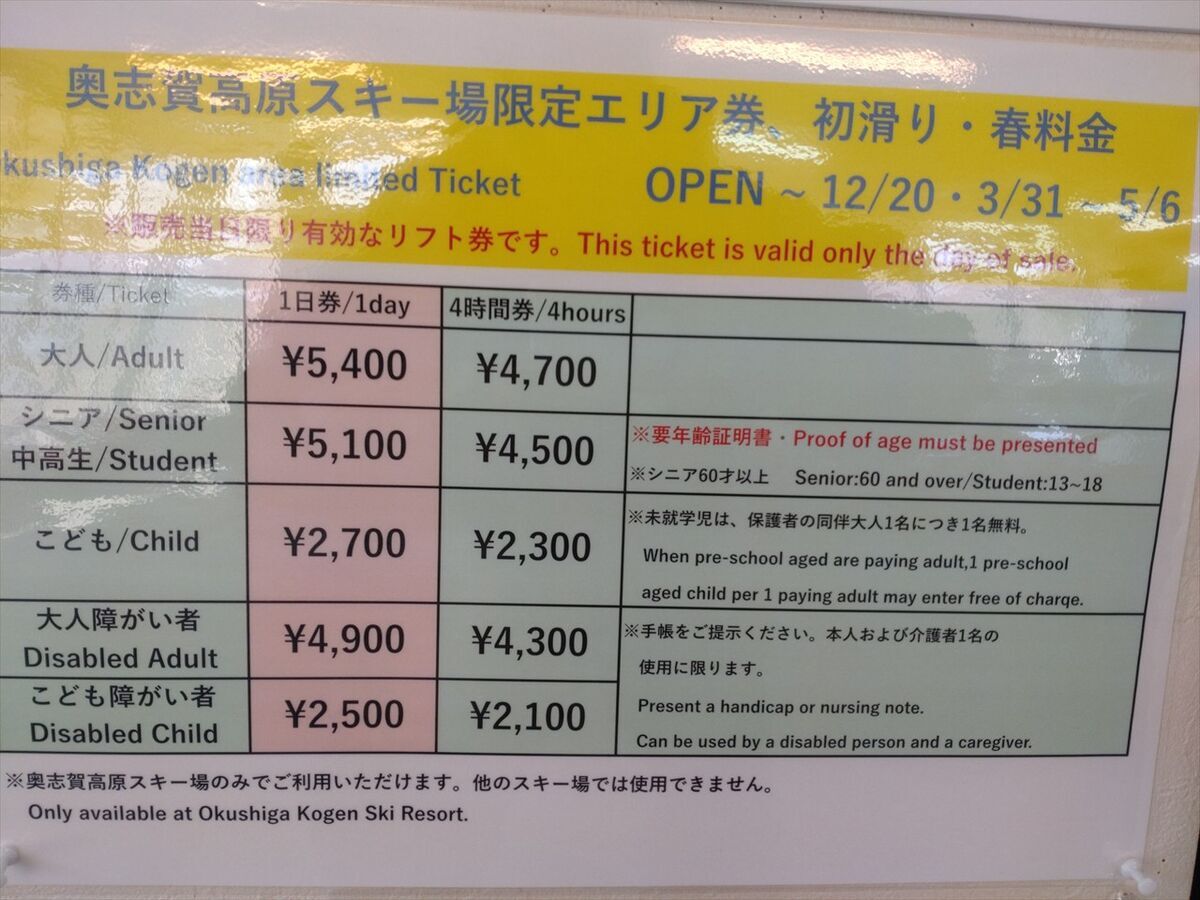 奥志賀高原スキー場限定エリア券、初滑り・春料金
kushiga Kogen area limited Ticket OPEN ~ 12/20・3/31 ~ 5/6
※販売当日限り有効なリフト券です。This ticket is valid only the day of sale.
券種/Ticket 1日券/1day 4時間券/4hours
大人/Adult ¥5,400 ¥4,700
シニア/Senior
中高生/Student ¥5,100 ¥4,500
※要年齢証明書・Proof of age must be presented
※シニア60才以上 Senior:60 and over/Student:13~18
こども/Child ¥2,700 ¥2,300
※未就学児は、保護者の同伴大人1名につき1名無料。
When pre-school aged are paying adult,1 pre-school
aged child per 1 paying adult may enter free of charge.
大人障がい者
Disabled Adult ¥4,900 ¥4,300
こども障がい者
Disabled Child ¥2,500 ¥2,100
※手帳をご提示ください。本人および介護者1名の
使用に限ります。
Present a handicap or nursing note.
Can be used by a disabled person and a caregiver.
※奥志賀高原スキー場のみでご利用いただけます。他のスキー場では使用できません。
Only available at Okushiga Kogen Ski Resort.